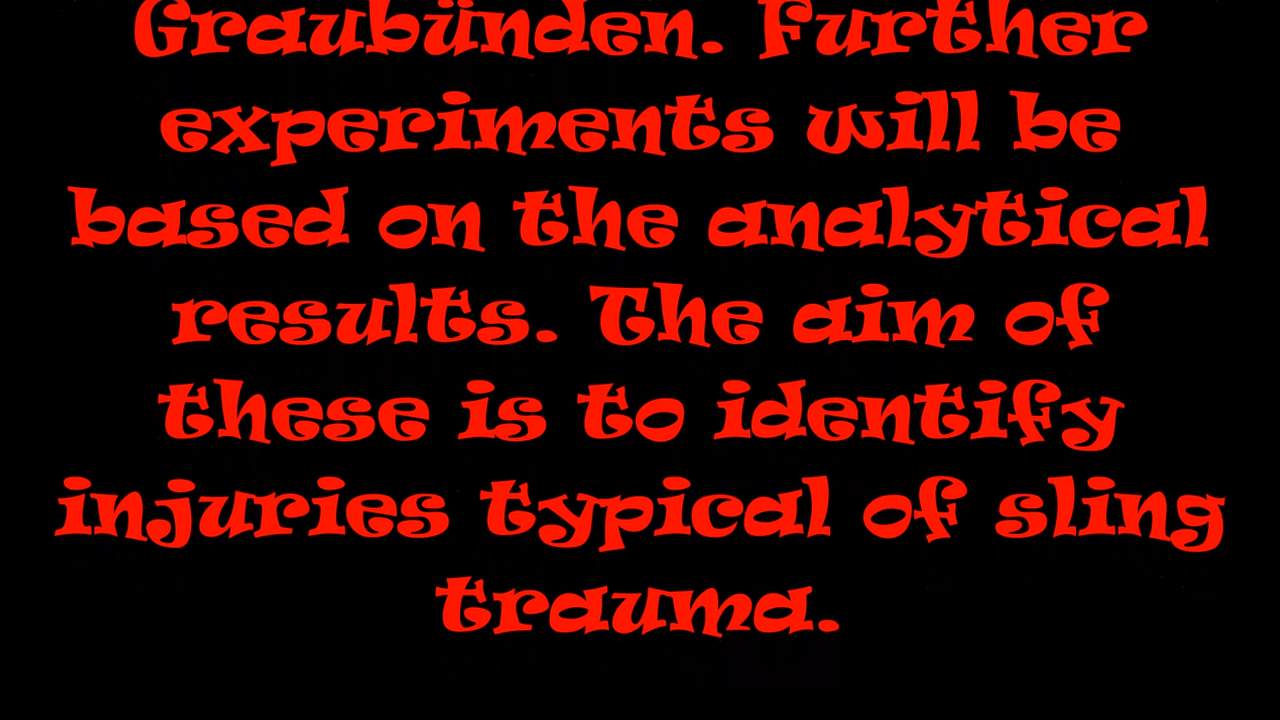 Graubünden. Further
experiments will be
based on the analytical
results. The aim of
these is to identify
injuries typical of sling
trauma.